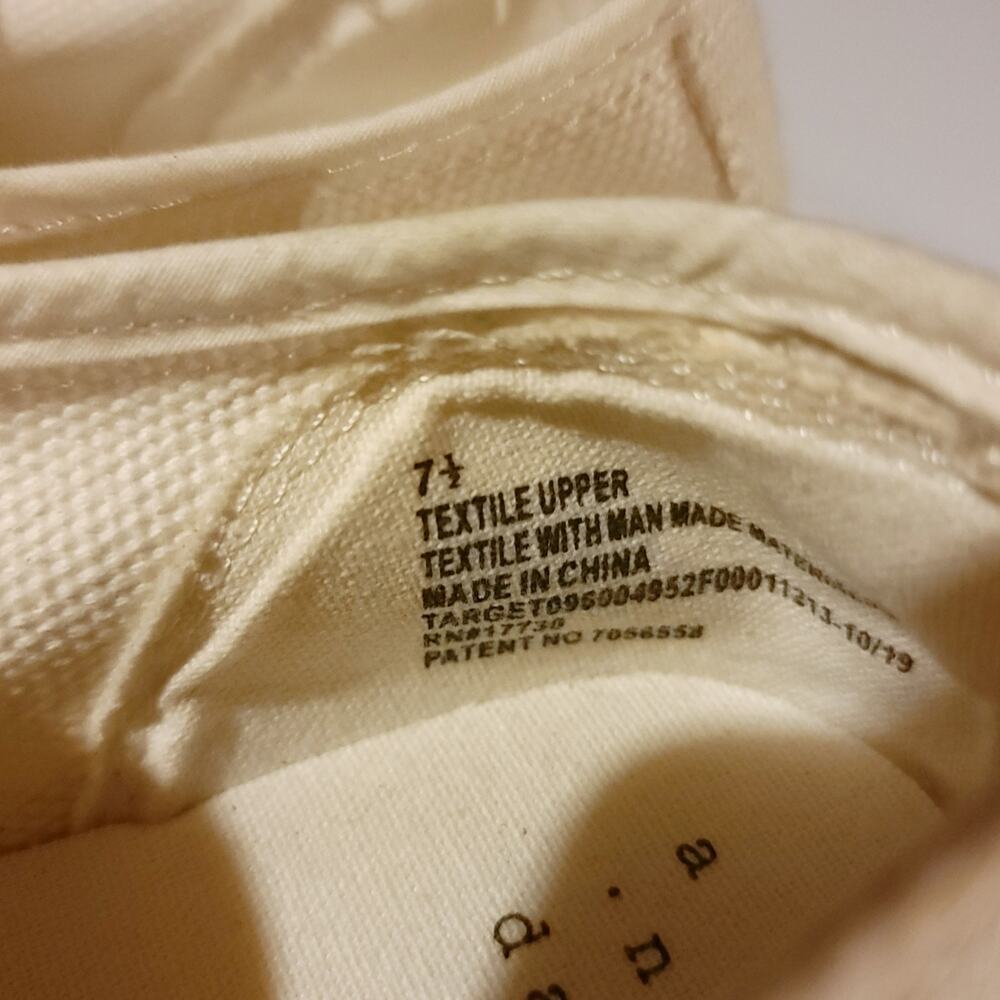 7½
TEXTILE UPPER
TEXTILE WITH MAN MADE
MADE IN CHINA
TARGET096004952F00011213-10/19
RN#17730
PATENT NO 7056558
a
. n
d a